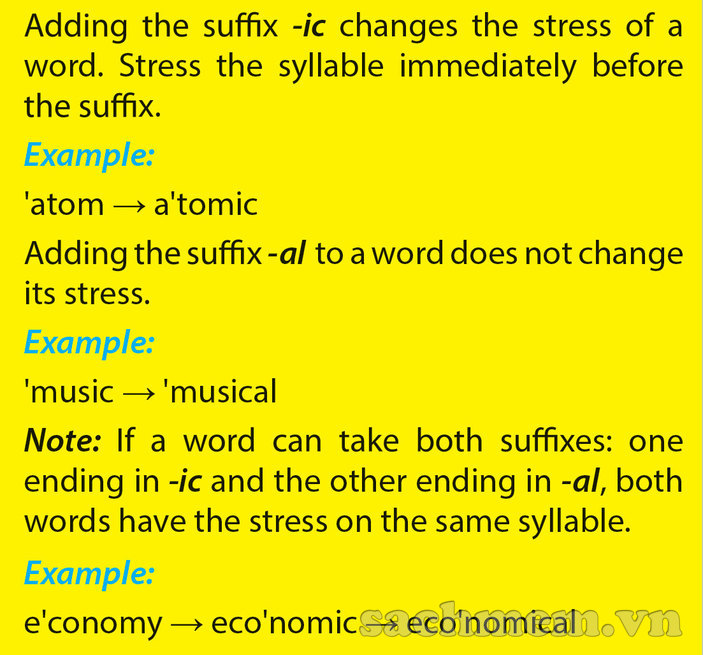 Adding the suffix -ic changes the stress of a
word. Stress the syllable immediately before
the suffix.
Example:
'atom → a'tomic
Adding the suffix -al to a word does not change
its stress.
Example:
'music → 'musical
Note: If a word can take both suffixes: one
ending in -ic and the other ending in -al, both
words have the stress on the same syllable.
Example:
e'conomy → eco'nomic → eco'nomical
sachmem.vn